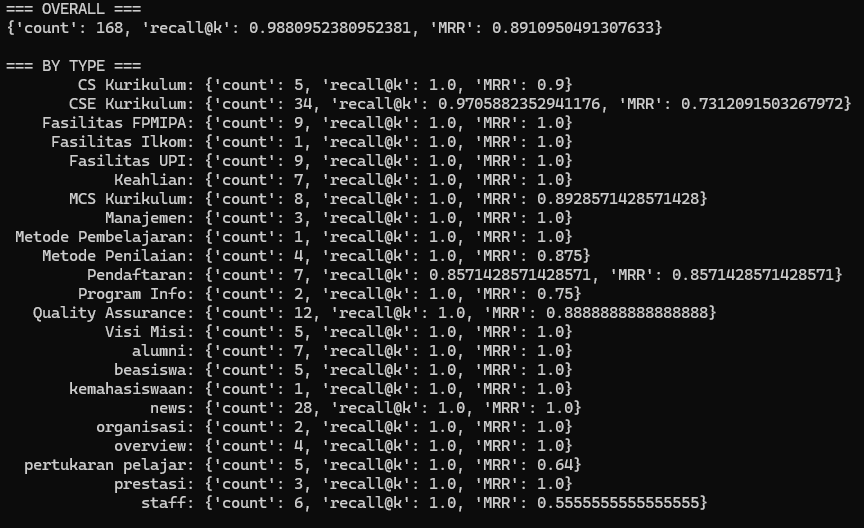 === OVERALL ===
{'count': 168, 'recall@k': 0.9880952380952381, 'MRR': 0.8910950491307633}
=== BY TYPE ===
CS Kurikulum: {'count': 5, 'recall@k': 1.0, 'MRR': 0.9}
CSE Kurikulum: {'count': 34, 'recall@k': 0.9705882352941176, 'MRR': 0.7312091503267972}
Fasilitas FPMIPA: {'count': 9, 'recall@k': 1.0, 'MRR': 1.0}
Fasilitas Ilkom: {'count': 1, 'recall@k': 1.0, 'MRR': 1.0}
Fasilitas UPI: {'count': 9, 'recall@k': 1.0, 'MRR': 1.0}
Keahlian: {'count': 7, 'recall@k': 1.0, 'MRR': 1.0}
MCS Kurikulum: {'count': 8, 'recall@k': 1.0, 'MRR': 0.8928571428571428}
Manajemen: {'count': 3, 'recall@k': 1.0, 'MRR': 1.0}
Metode Pembelajaran: {'count': 1, 'recall@k': 1.0, 'MRR': 1.0}
Metode Penilaian: {'count': 4, 'recall@k': 1.0, 'MRR': 0.875}
Pendaftaran: {'count': 7, 'recall@k': 0.8571428571428571, 'MRR': 0.8571428571428571}
Program Info: {'count': 2, 'recall@k': 1.0, 'MRR': 0.75}
Quality Assurance: {'count': 12, 'recall@k': 1.0, 'MRR': 0.8888888888888888}
Visi Misi: {'count': 5, 'recall@k': 1.0, 'MRR': 1.0}
alumni: {'count': 7, 'recall@k': 1.0, 'MRR': 1.0}
beasiswa: {'count': 5, 'recall@k': 1.0, 'MRR': 1.0}
kemahasiswaan: {'count': 1, 'recall@k': 1.0, 'MRR': 1.0}
news: {'count': 28, 'recall@k': 1.0, 'MRR': 1.0}
organisasi: {'count': 2, 'recall@k': 1.0, 'MRR': 1.0}
overview: {'count': 4, 'recall@k': 1.0, 'MRR': 1.0}
pertukaran pelajar: {'count': 5, 'recall@k': 1.0, 'MRR': 0.64}
prestasi: {'count': 3, 'recall@k': 1.0, 'MRR': 1.0}
staff: {'count': 6, 'recall@k': 1.0, 'MRR': 0.5555555555555555}